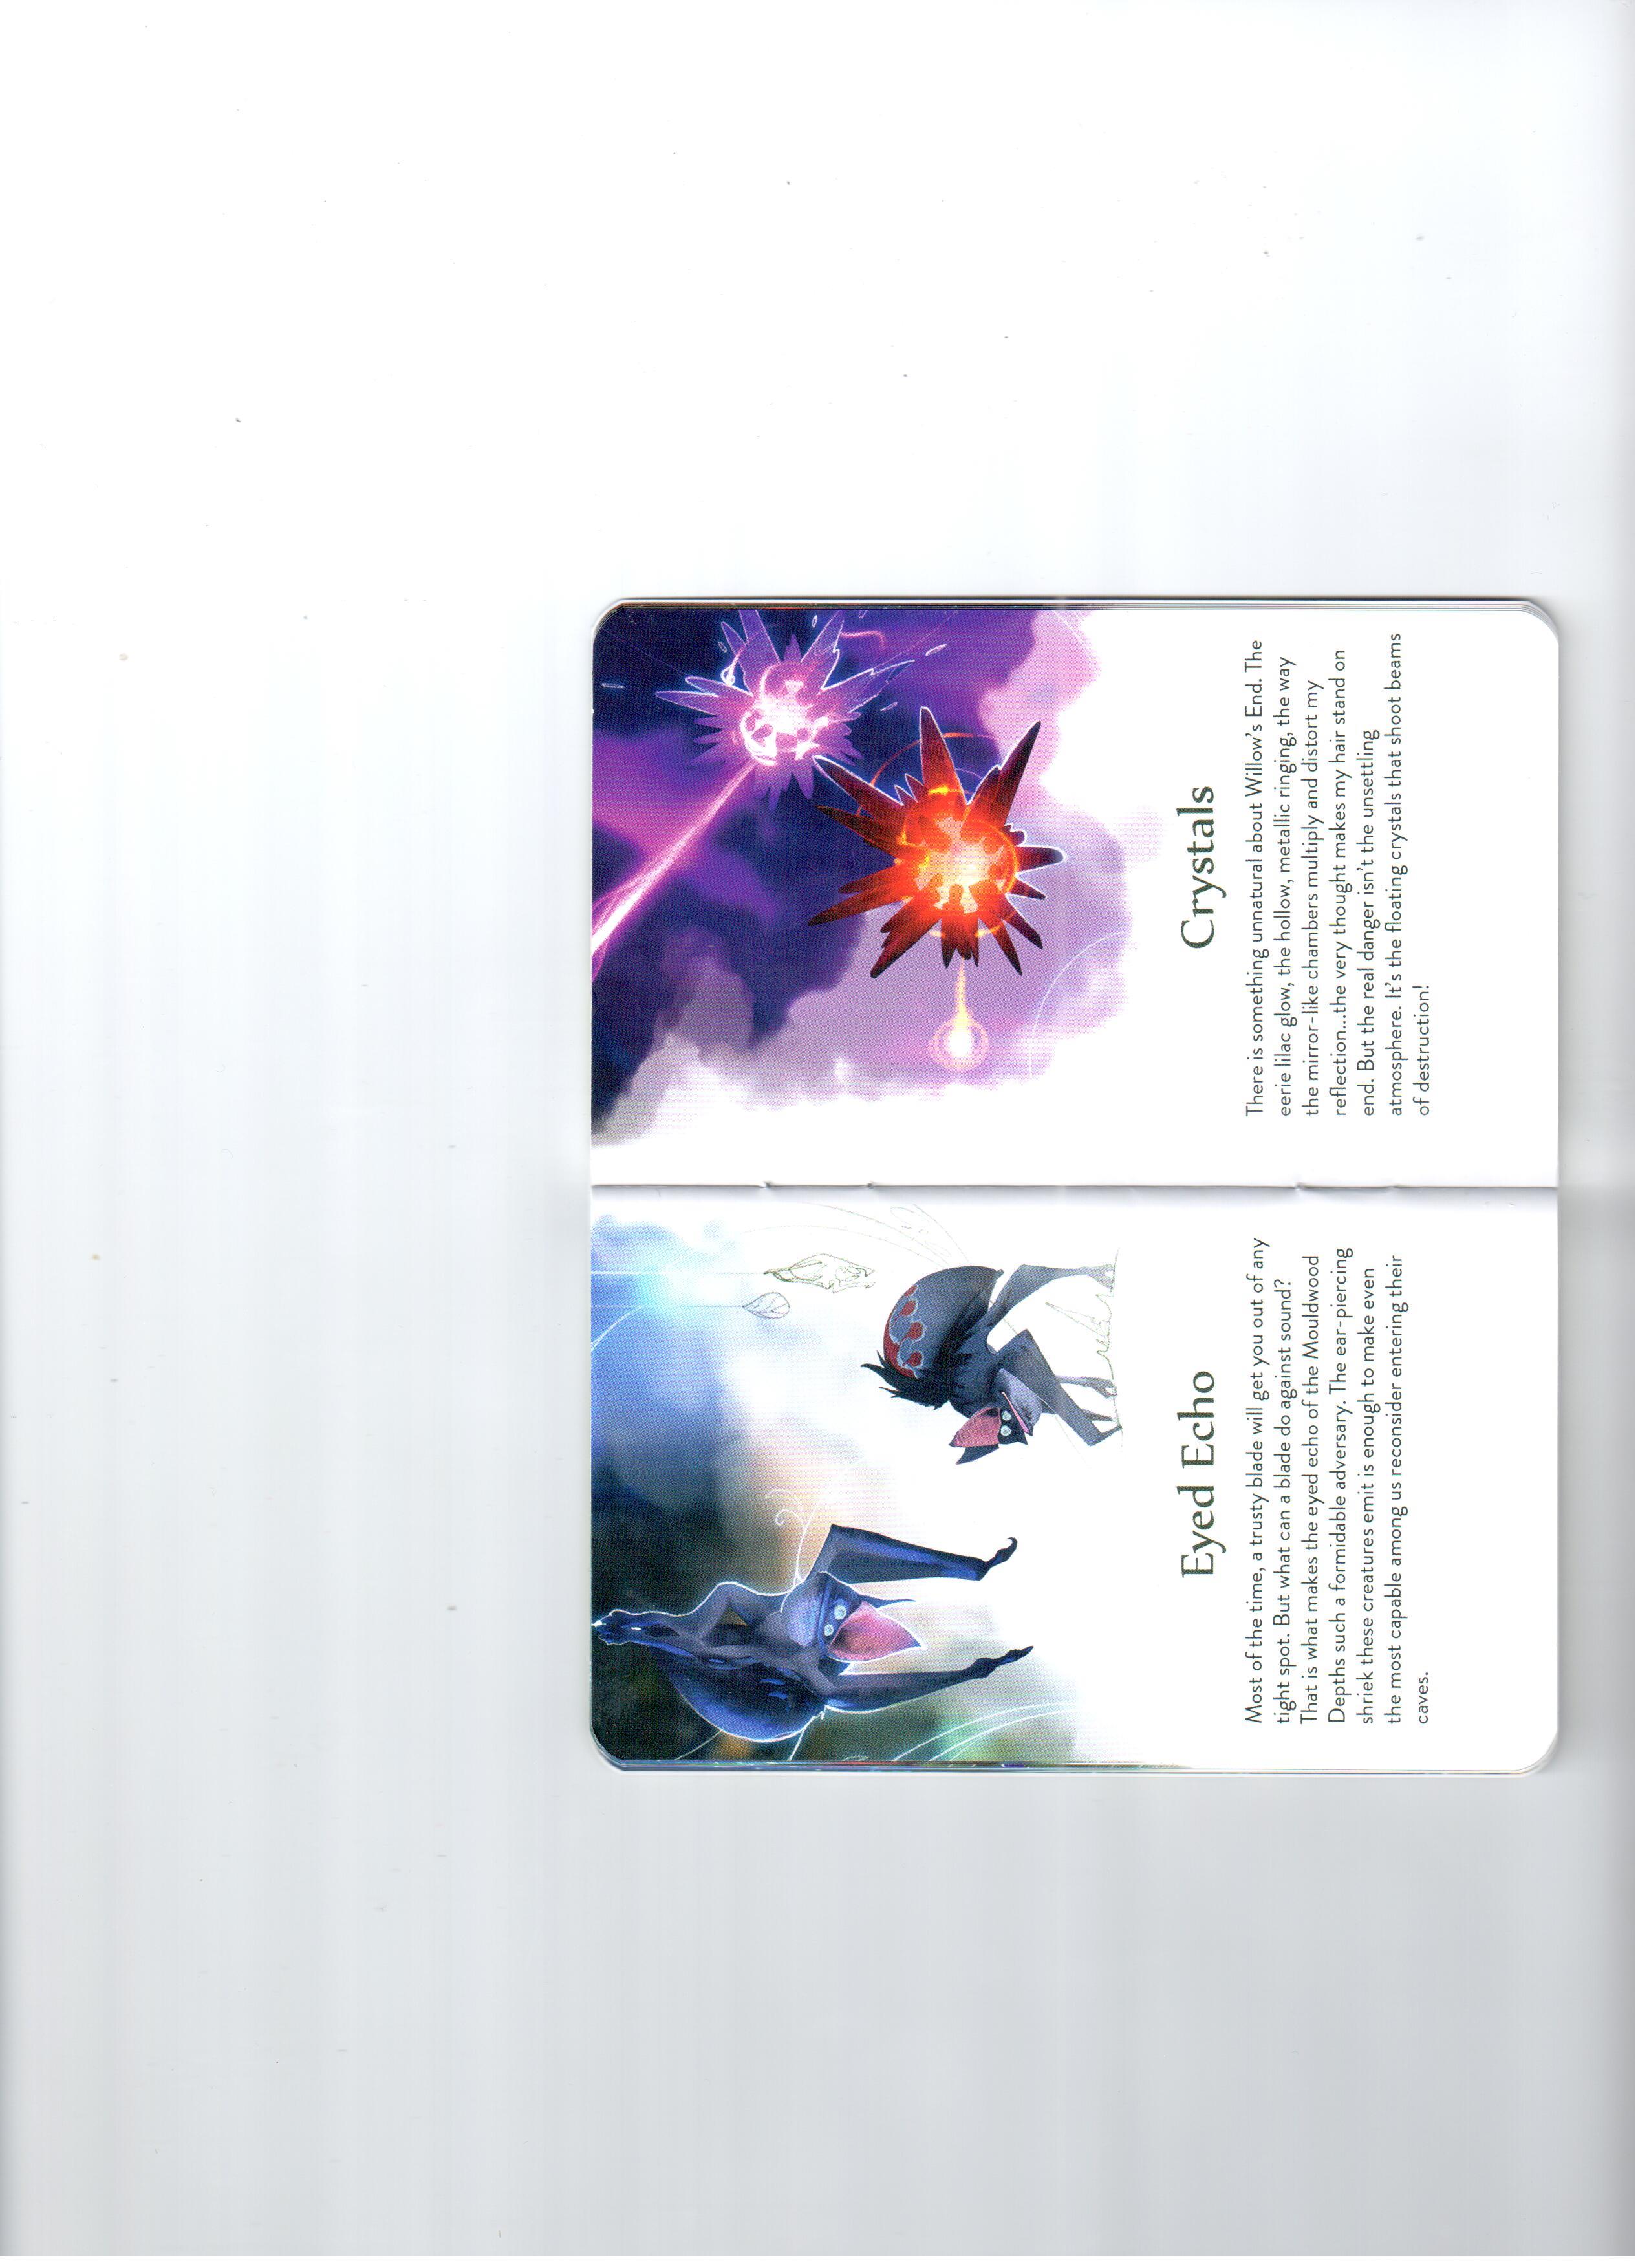 Eyed Echo
Most of the time, a trusty blade will get you out of any
tight spot. But what can a blade do against sound?
That is what makes the eyed echo of the Mouldwood
Depths such a formidable adversary. The ear-piercing
shriek these creatures emit is enough to make even
the most capable among us reconsider entering their
caves.
Crystals
There is something unnatural about Willow's End. The
eerie lilac glow, the hollow, metallic ringing, the way
the mirror-like chambers multiply and distort my
reflection...the very thought makes my hair stand on
end. But the real danger isn't the unsettling
atmosphere. It's the floating crystals that shoot beams
of destruction!